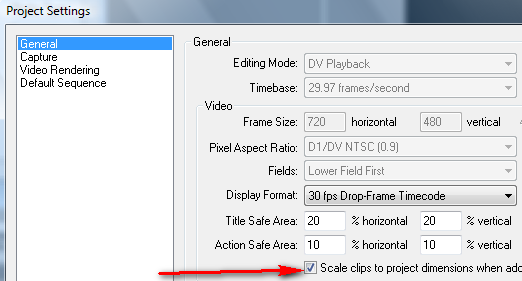 Project Settings
General
Capture
Video Rendering
Default Sequence
General
Editing Mode: DV Playback
Timebase: 29.97 frames/second
Video
Frame Size: 720 horizontal 480 vertical
Pixel Aspect Ratio: D1/DV NTSC (0.9)
Fields: Lower Field First
Display Format: 30 fps Drop-Frame Timecode
Title Safe Area: 20 % horizontal 20 % vertical
Action Safe Area: 10 % horizontal 10 % vertical
Scale clips to project dimensions when